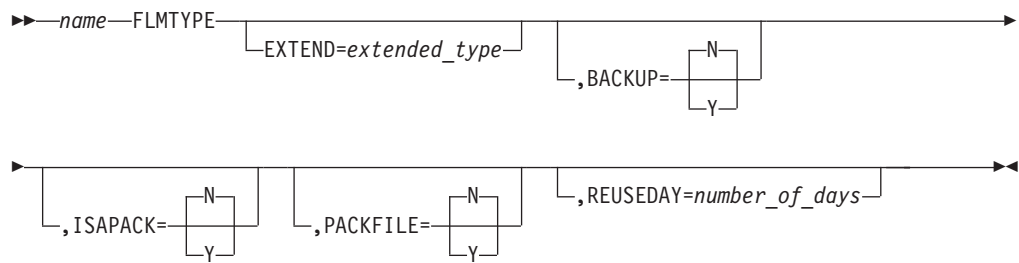 name FLMTYPE
EXTEND=extended_type
,BACKUP=
N
Y
,ISAPACK=
N
Y
,PACKFILE=
N
Y
,REUSEDAY=number_of_days